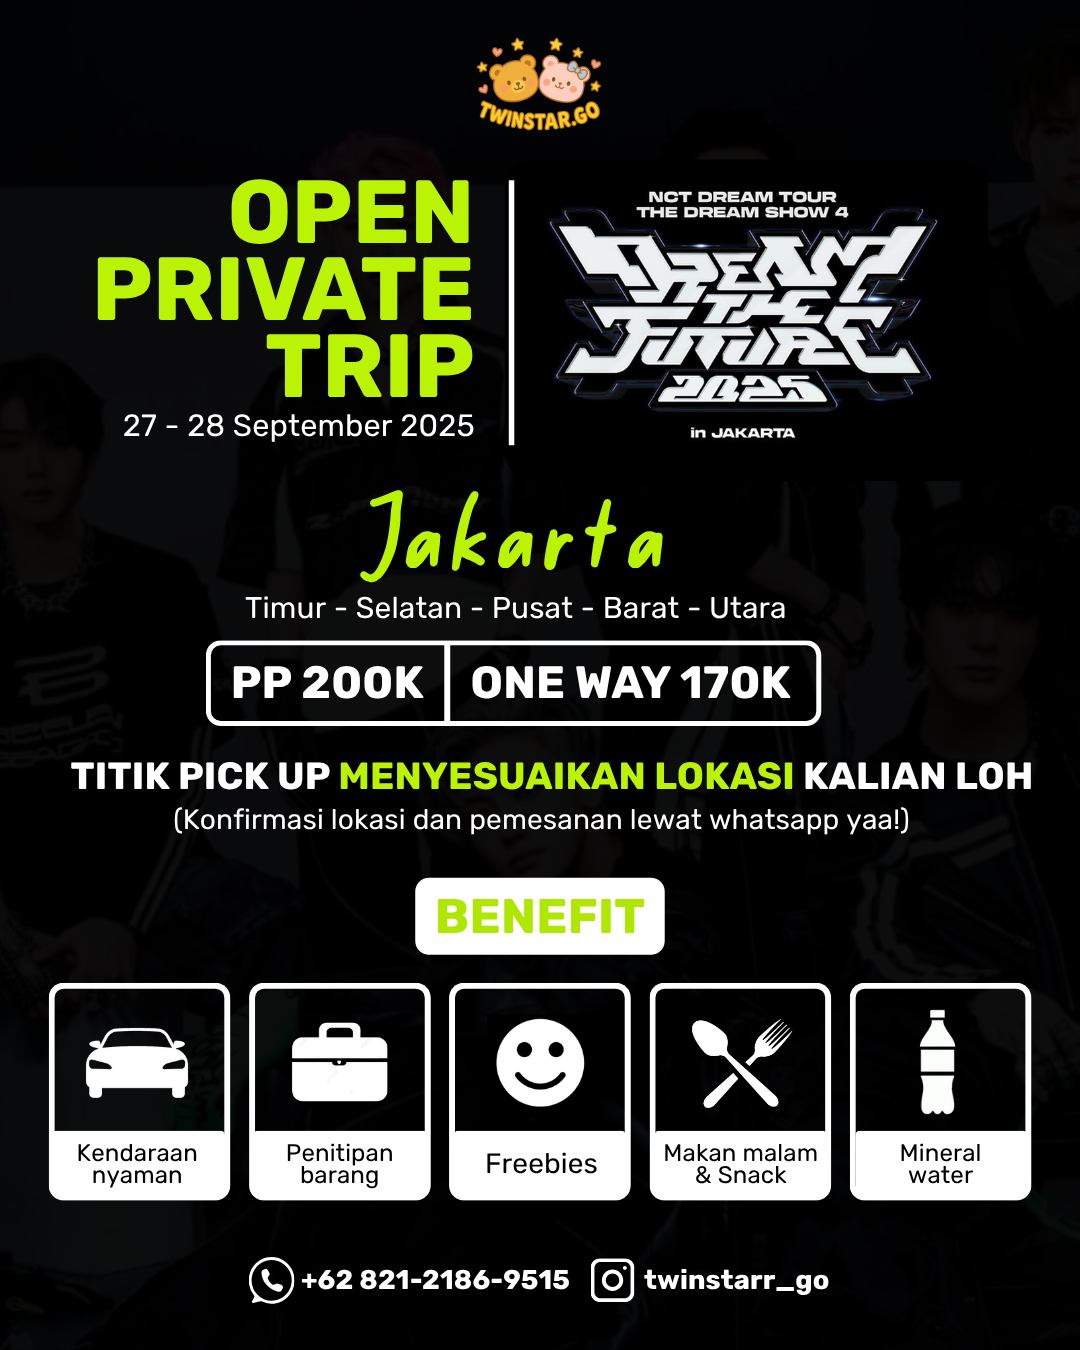 TWINSTAR.GO
OPEN
PRIVATE
TRIP
27 - 28 September 2025
NCT DREAM TOUR
THE DREAM SHOW 4
DREAM
THE
FUTURE
2025
in JAKARTA
Jakarta
Timur - Selatan - Pusat - Barat - Utara
PP 200K ONE WAY 170K
TITIK PICK UP MENYESUAIKAN LOKASI KALIAN LOH
(Konfirmasi lokasi dan pemesanan lewat whatsapp yaa!)
BENEFIT
Kendaraan
nyaman
Penitipan
barang
Freebies
Makan malam
& Snack
Mineral
water
+62 821-2186-9515 twinstarr_go